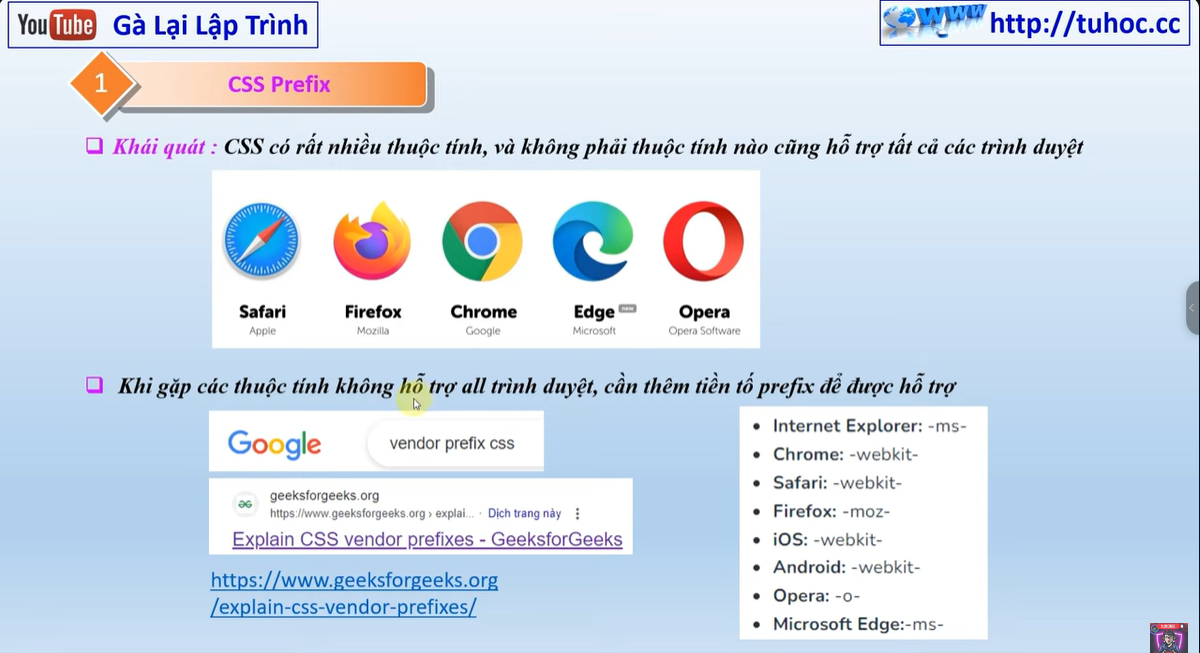 YouTube Gà Lại Lập Trình
www http://tuhoc.cc
1 CSS Prefix
Khái quát : CSS có rất nhiều thuộc tính, và không phải thuộc tính nào cũng hỗ trợ tất cả các trình duyệt
Safari Firefox Chrome Edge new Opera
Apple Mozilla Google Microsoft Opera Software
Khi gặp các thuộc tính không hỗ trợ all trình duyệt, cần thêm tiền tố prefix để được hỗ trợ
Google vendor prefix css
geeksforgeeks.org
https://www.geeksforgeeks.org › explai... · Dịch trang này
Explain CSS vendor prefixes - GeeksforGeeks
https://www.geeksforgeeks.org
/explain-css-vendor-prefixes/
Internet Explorer: -ms-
Chrome: -webkit-
Safari: -webkit-
Firefox: -moz-
iOS: -webkit-
Android: -webkit-
Opera: -o-
Microsoft Edge:-ms-